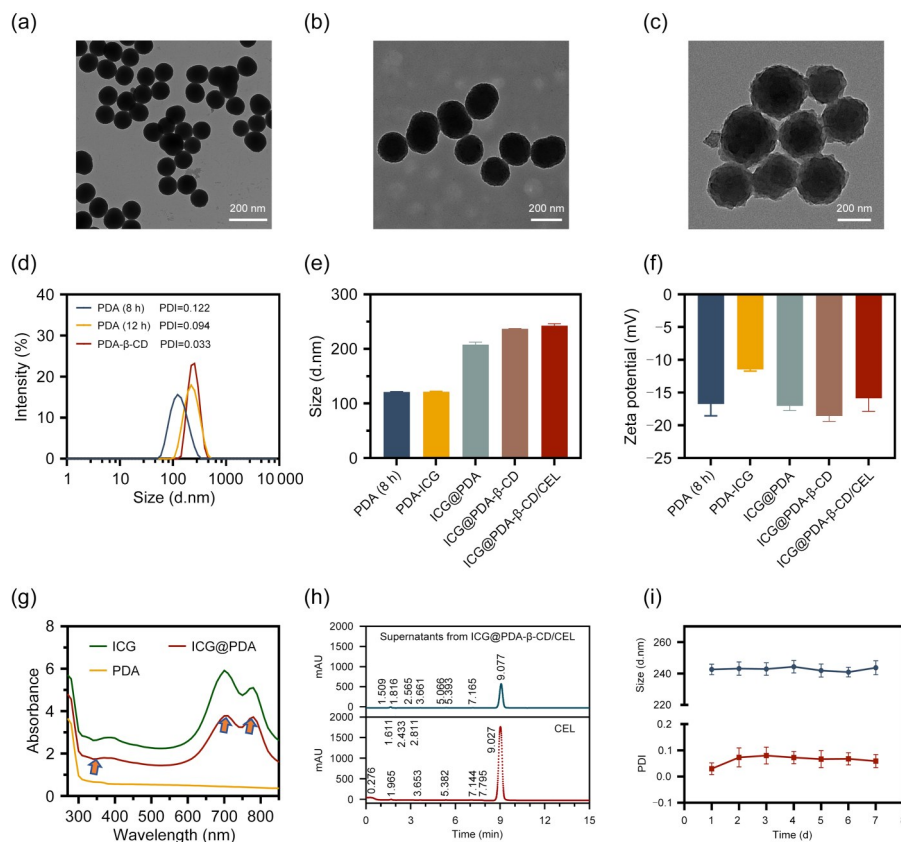 (a)
(b)
(c)
200 nm
200 nm
200 nm
(d)
(e)
(f)
40
30
20
10
0
Intensity (%)
PDA (8 h) PDI=0.122
PDA (12 h) PDI=0.094
PDA-β-CD PDI=0.033
1 10 100 1000 10 000
Size (d.nm)
300
200
100
0
Size (d.nm)
PDA (8 h)
PDA-ICG
ICG@PDA
ICG@PDA-β-CD
ICG@PDA-β-CD/CEL
0
−5
−10
−15
−20
−25
Zeta potential (mV)
PDA (8 h)
PDA-ICG
ICG@PDA
ICG@PDA-β-CD
ICG@PDA-β-CD/CEL
(g)
(h)
(i)
8
6
4
2
0
Absorbance
ICG ICG@PDA
PDA
300 400 500 600 700 800
Wavelength (nm)
2000
1500
1000
500
0
mAU
Supernatants from ICG@PDA-β-CD/CEL
1.509
1.816
2.565
3.661
5.066
5.393
7.165
9.077
2000
1500
1000
500
0
mAU
CEL
0.276
1.611
1.965
2.433
2.811
3.653
5.382
7.144
7.795
9.027
0 3 6 9 12 15
Time (min)
260
240
220
Size (d.nm)
0.2
0.1
0.0
−0.1
PDI
0 1 2 3 4 5 6 7 8
Time (d)